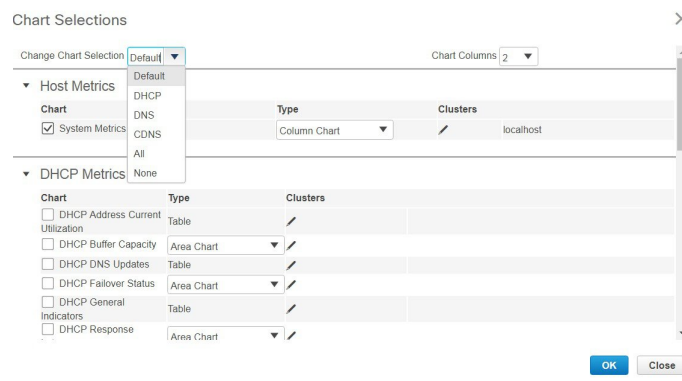 Chart Selections
Change Chart Selection Default Chart Columns 2
Default
DHCP
DNS
CDNS
All
None
Host Metrics
Chart Type Clusters
System Metrics Column Chart localhost
DHCP Metrics
Chart Type Clusters
DHCP Address Current
Utilization Table
DHCP Buffer Capacity Area Chart
DHCP DNS Updates Table
DHCP Failover Status Area Chart
DHCP General
Indicators Table
DHCP Response Area Chart
OK Close